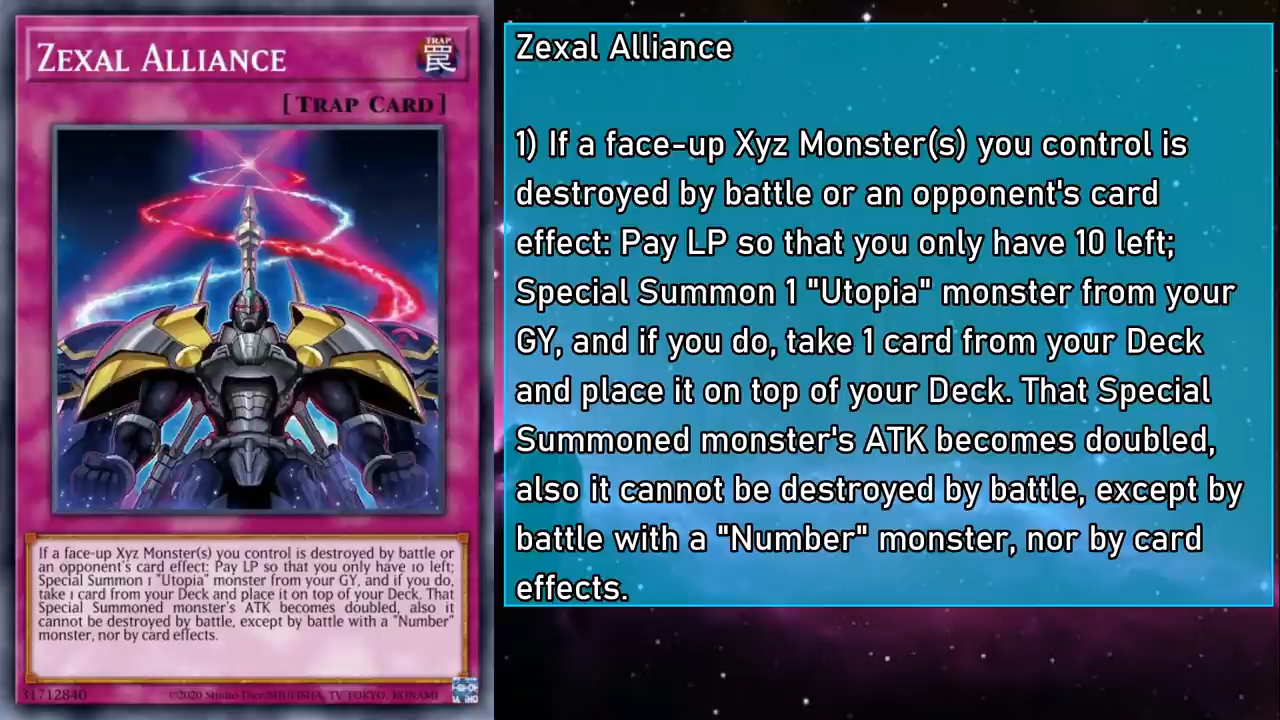 ZEXAL ALLIANCE
TRAP
罠
[TRAP CARD]
If a face-up Xyz Monster(s) you control is destroyed by battle or
an opponent's card effect: Pay LP so that you only have 10 left;
Special Summon 1 "Utopia" monster from your GY, and if you do,
take 1 card from your Deck and place it on top of your Deck. That
Special Summoned monster's ATK becomes doubled, also it
cannot be destroyed by battle, except by battle with a "Number"
monster, nor by card effects.
31712840
©2020 Studio Dice/SHUEISHA, TV TOKYO, KONAMI
Zexal Alliance
1) If a face-up Xyz Monster(s) you control is
destroyed by battle or an opponent's card
effect: Pay LP so that you only have 10 left;
Special Summon 1 "Utopia" monster from your
GY, and if you do, take 1 card from your Deck
and place it on top of your Deck. That Special
Summoned monster's ATK becomes doubled,
also it cannot be destroyed by battle, except by
battle with a "Number" monster, nor by card
effects.